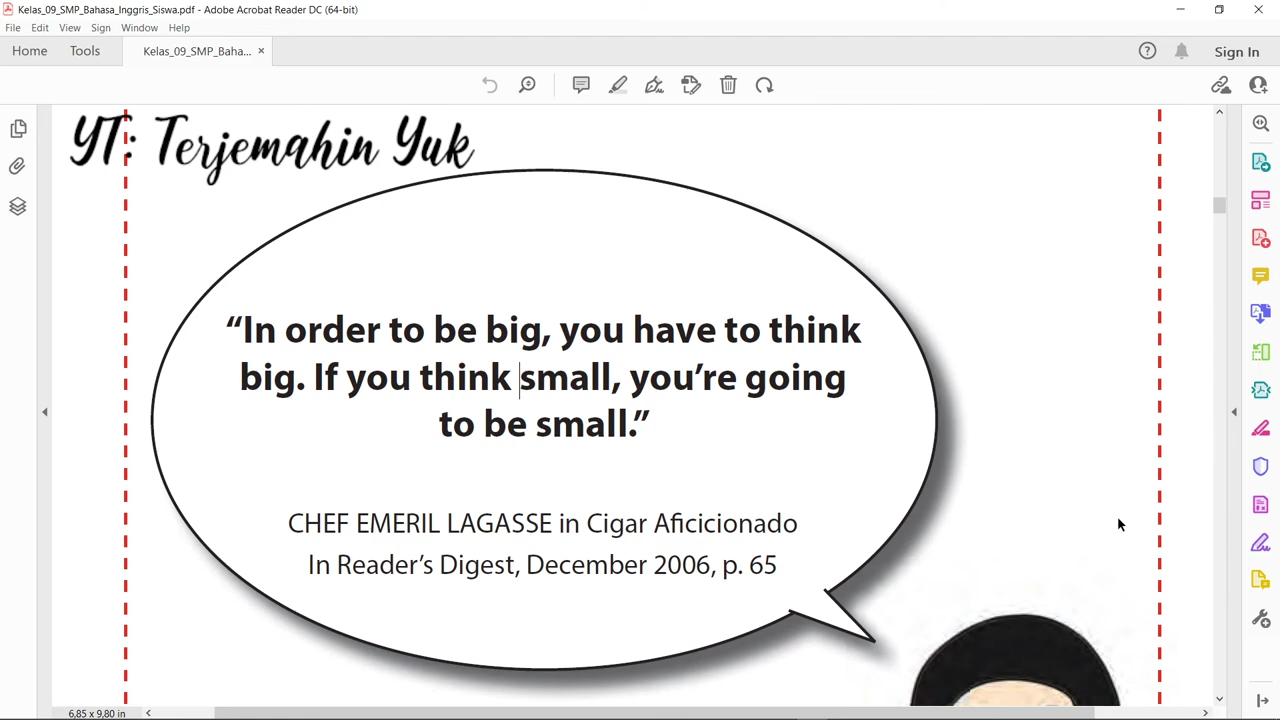 Kelas_09_SMP_Bahasa_Inggris_Siswa.pdf - Adobe Acrobat Reader DC (64-bit)
File Edit View Sign Window Help
Home Tools Kelas_09_SMP_Baha... × Sign In
YT: Terjemahin Yuk
“In order to be big, you have to think
big. If you think small, you’re going
to be small.”
CHEF EMERIL LAGASSE in Cigar Aficicionado
In Reader’s Digest, December 2006, p. 65
6,85 x 9,80 in